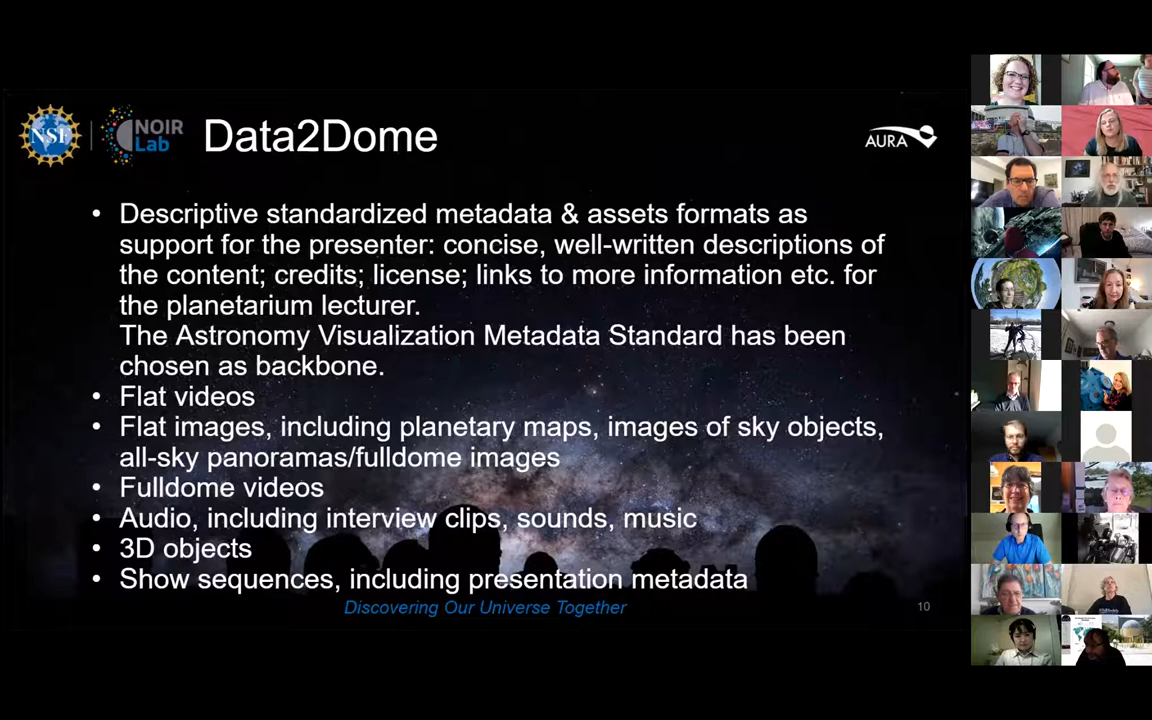 NSF
NOIR
Lab
Data2Dome
AURA
• Descriptive standardized metadata & assets formats as
support for the presenter: concise, well-written descriptions of
the content; credits; license; links to more information etc. for
the planetarium lecturer.
The Astronomy Visualization Metadata Standard has been
chosen as backbone.
• Flat videos
• Flat images, including planetary maps, images of sky objects,
all-sky panoramas/fulldome images
• Fulldome videos
• Audio, including interview clips, sounds, music
• 3D objects
• Show sequences, including presentation metadata
Discovering Our Universe Together
10